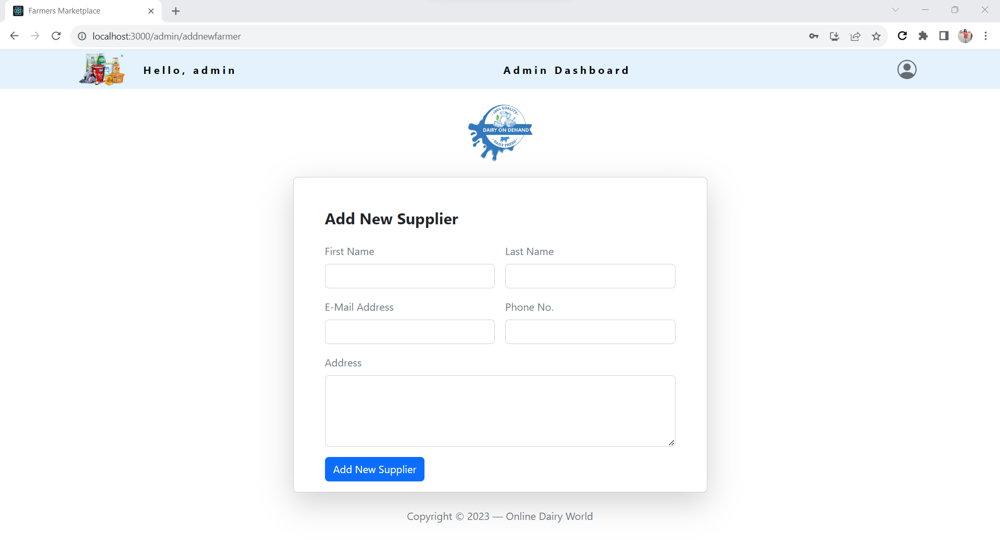 Farmers Marketplace
localhost:3000/admin/addnewfarmer
Hello, admin
Admin Dashboard
100% QUALITY
DAIRY ON DEMAND
DAILY FRESH
Add New Supplier
First Name
Last Name
E-Mail Address
Phone No.
Address
Add New Supplier
Copyright © 2023 — Online Dairy World